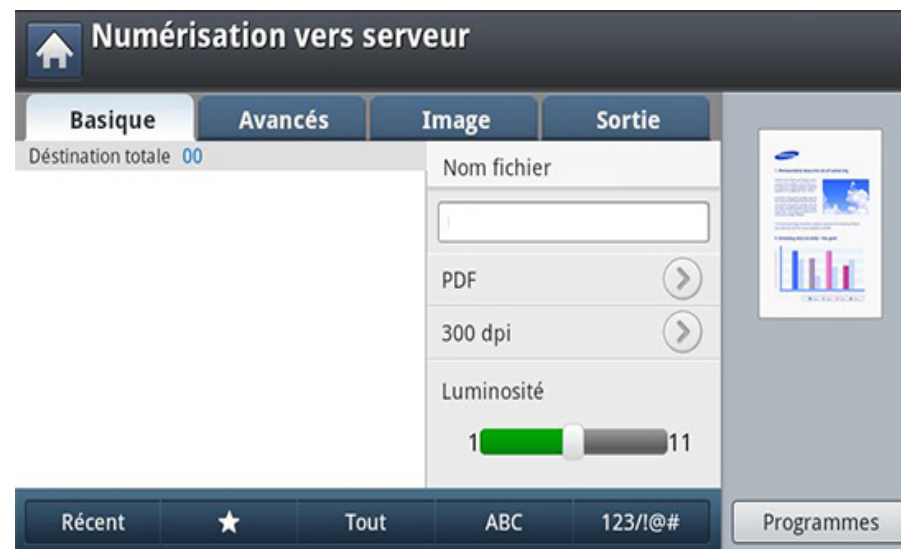 Numérisation vers serveur
Basique Avancés Image Sortie
Déstination totale 00
Nom fichier
PDF
300 dpi
Luminosité
1 11
Récent ★ Tout ABC 123/!@# Programmes